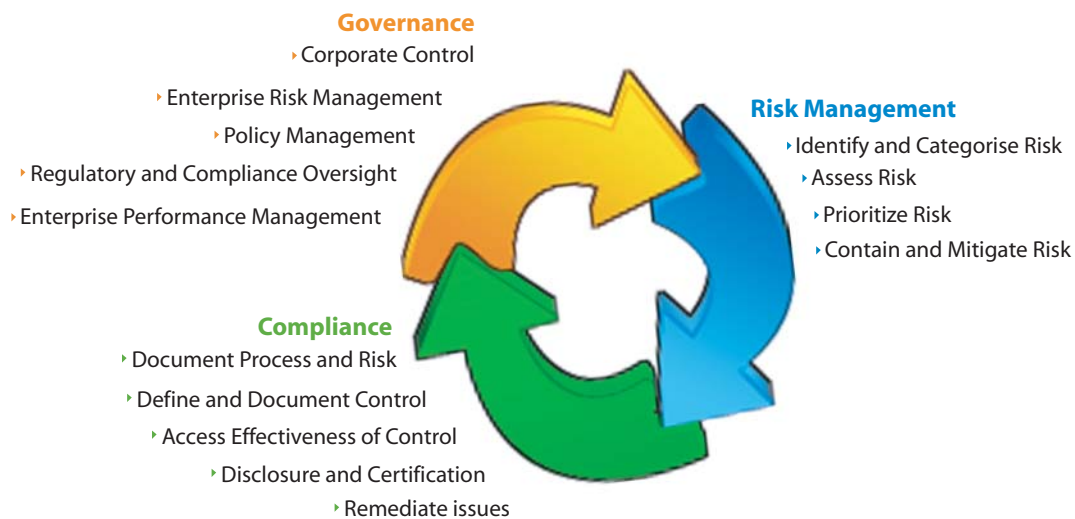 Governance
Corporate Control
Enterprise Risk Management
Policy Management
Regulatory and Compliance Oversight
Enterprise Performance Management
Risk Management
Identify and Categorise Risk
Assess Risk
Prioritize Risk
Contain and Mitigate Risk
Compliance
Document Process and Risk
Define and Document Control
Access Effectiveness of Control
Disclosure and Certification
Remediate issues